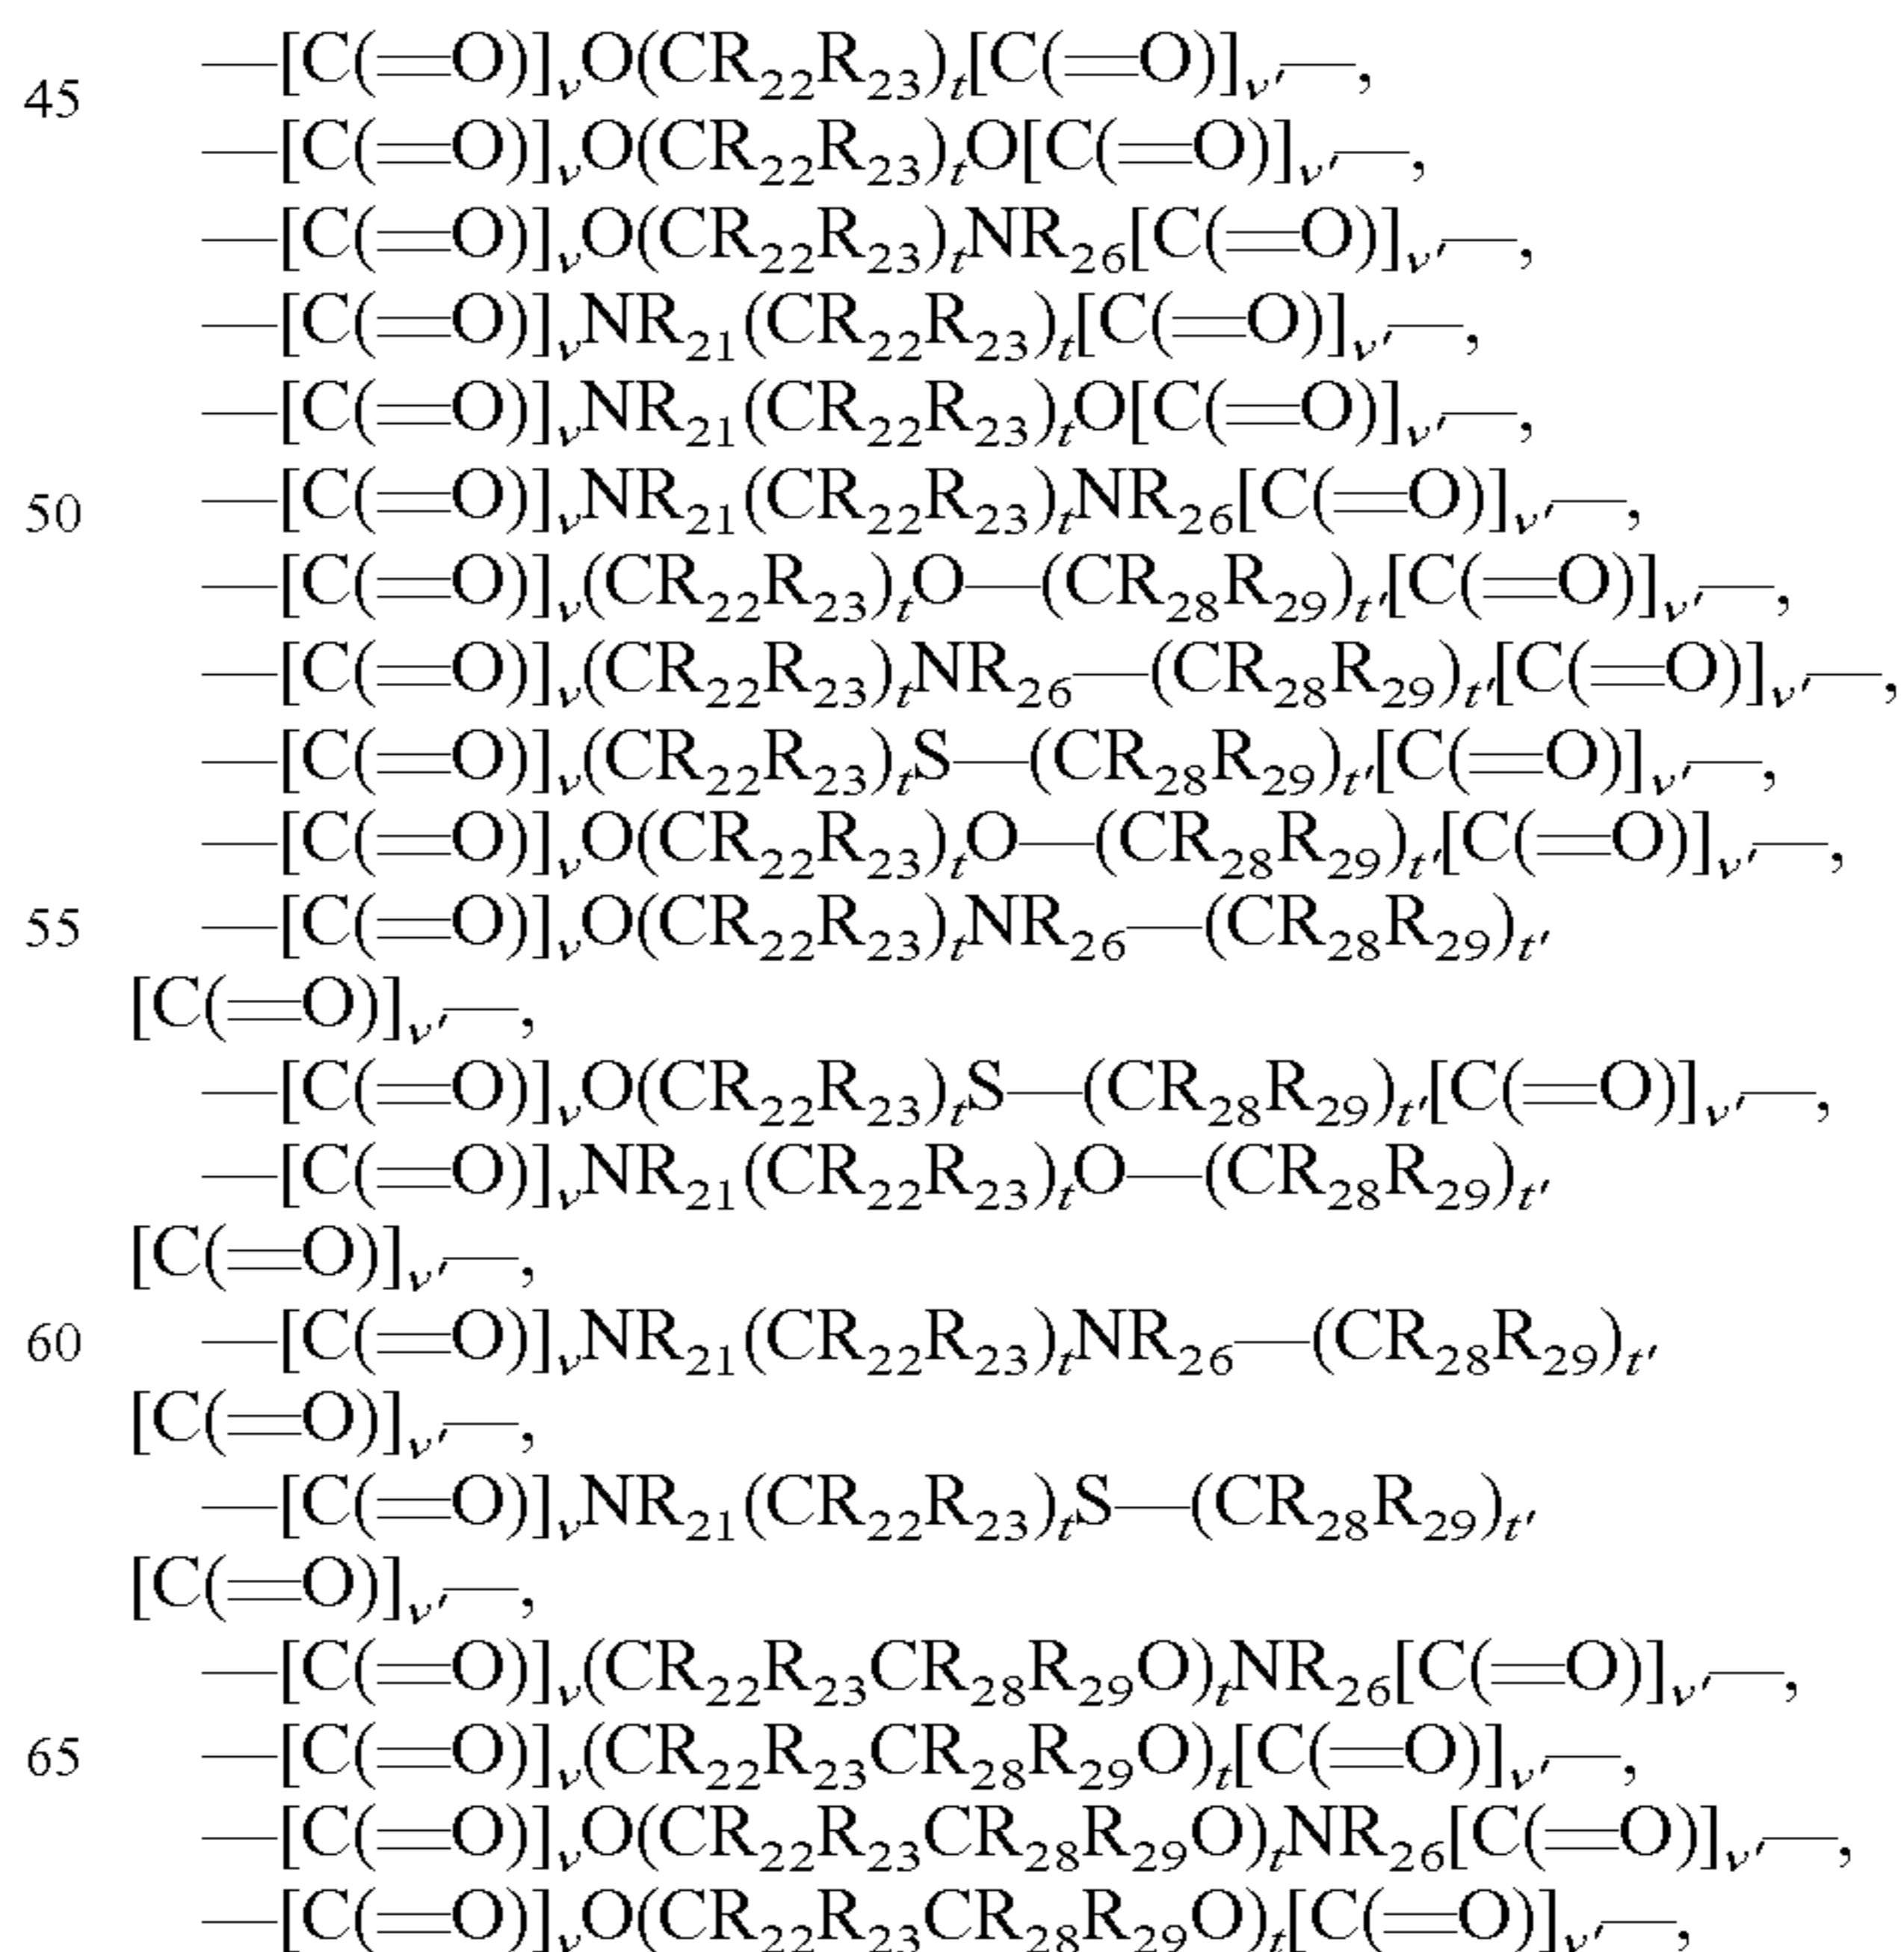 45 —[C(═O)]ᵥO(CR₂₂R₂₃)ₜ[C(═O)]ᵥ′—,
—[C(═O)]ᵥO(CR₂₂R₂₃)ₜO[C(═O)]ᵥ′—,
—[C(═O)]ᵥO(CR₂₂R₂₃)ₜNR₂₆[C(═O)]ᵥ′—,
—[C(═O)]ᵥNR₂₁(CR₂₂R₂₃)ₜ[C(═O)]ᵥ′—,
—[C(═O)]ᵥNR₂₁(CR₂₂R₂₃)ₜO[C(═O)]ᵥ′—,
50 —[C(═O)]ᵥNR₂₁(CR₂₂R₂₃)ₜNR₂₆[C(═O)]ᵥ′—,
—[C(═O)]ᵥ(CR₂₂R₂₃)ₜO—(CR₂₈R₂₉)ₜ′[C(═O)]ᵥ′—,
—[C(═O)]ᵥ(CR₂₂R₂₃)ₜNR₂₆—(CR₂₈R₂₉)ₜ′[C(═O)]ᵥ′—,
—[C(═O)]ᵥ(CR₂₂R₂₃)ₜS—(CR₂₈R₂₉)ₜ′[C(═O)]ᵥ′—,
—[C(═O)]ᵥO(CR₂₂R₂₃)ₜO—(CR₂₈R₂₉)ₜ′[C(═O)]ᵥ′—,
55 —[C(═O)]ᵥO(CR₂₂R₂₃)ₜNR₂₆—(CR₂₈R₂₉)ₜ′
[C(═O)]ᵥ′—,
—[C(═O)]ᵥO(CR₂₂R₂₃)ₜS—(CR₂₈R₂₉)ₜ′[C(═O)]ᵥ′—,
—[C(═O)]ᵥNR₂₁(CR₂₂R₂₃)ₜO—(CR₂₈R₂₉)ₜ′
[C(═O)]ᵥ′—,
60 —[C(═O)]ᵥNR₂₁(CR₂₂R₂₃)ₜNR₂₆—(CR₂₈R₂₉)ₜ′
[C(═O)]ᵥ′—,
—[C(═O)]ᵥNR₂₁(CR₂₂R₂₃)ₜS—(CR₂₈R₂₉)ₜ′
[C(═O)]ᵥ′—,
—[C(═O)]ᵥ(CR₂₂R₂₃CR₂₈R₂₉O)ₜNR₂₆[C(═O)]ᵥ′—,
65 —[C(═O)]ᵥ(CR₂₂R₂₃CR₂₈R₂₉O)ₜ[C(═O)]ᵥ′—,
—[C(═O)]ᵥO(CR₂₂R₂₃CR₂₈R₂₉O)ₜNR₂₆[C(═O)]ᵥ′—,
—[C(═O)]ᵥO(CR₂₂R₂₃CR₂₈R₂₉O)ₜ[C(═O)]ᵥ′—,